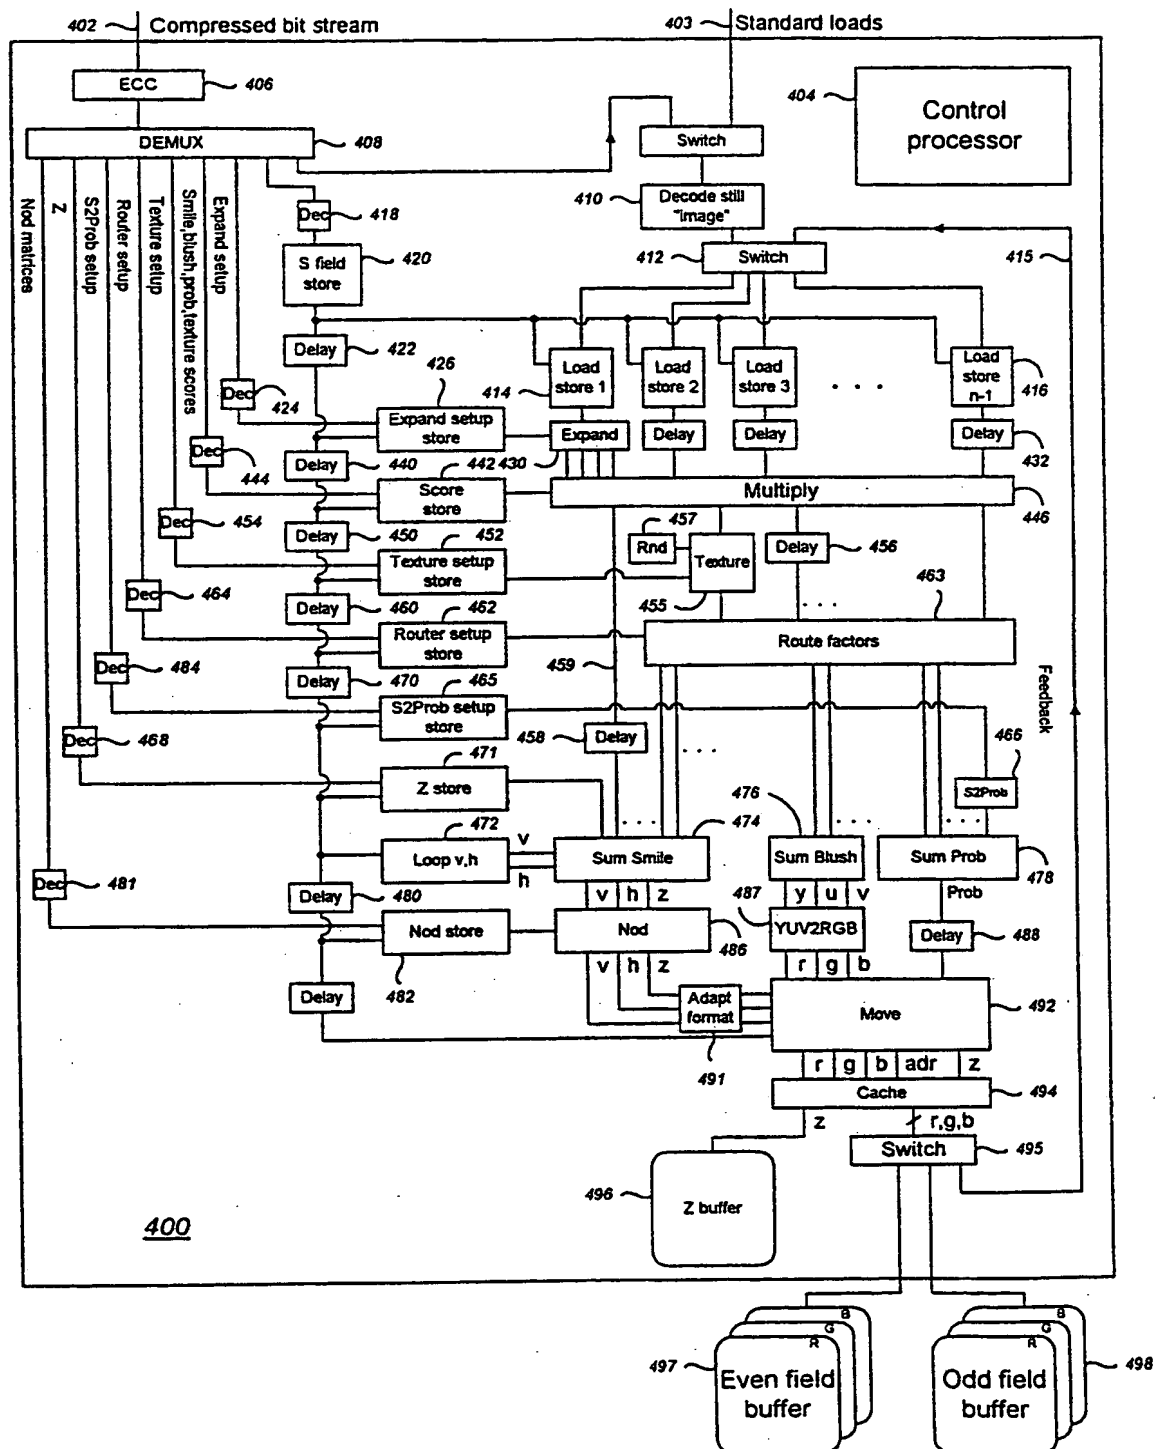 402 Compressed bit stream
403 Standard loads
ECC 406
404 Control
processor
DEMUX 408
Switch
410 Decode still
"image"
412 Switch
415
Nod matrices
Z
S2Prob setup
Router setup
Texture setup
Smile,blush,prob,texture scores
Expand setup
Dec 418
S field
store 420
Delay 422
Dec 424
426 Expand setup
store
414 Load
store 1
Load
store 2
Load
store 3
. . . .
Load
store
n-1 416
430 Expand
Delay
Delay
Delay 432
Delay 440
Dec 444
442 Score
store
Multiply 446
Delay 450
Dec 454
452 Texture setup
store
457 Rnd
Texture 455
Delay 456
. . . .
Delay 460
Dec 464
462 Router setup
store
459
463 Route factors
Delay 470
Dec 484
465 S2Prob setup
store
458 Delay
. . . .
Feedback
466 S2Prob
Dec 468
471 Z store
472 Loop v,h
v
h
. . . .
Sum Smile 474
476 Sum Blush
. . . .
. . . .
Sum Prob 478
Dec 481
Delay 480
v h z
y u v
Prob
Nod store 482
Nod 486
487 YUV2RGB
Delay 488
v h z
r g b
Delay
Adapt
format 491
Move 492
r g b adr z
Cache 494
z
r,g,b
Switch 495
496 Z buffer
400
497 R G B
Even field
buffer
R G B 498
Odd field
buffer